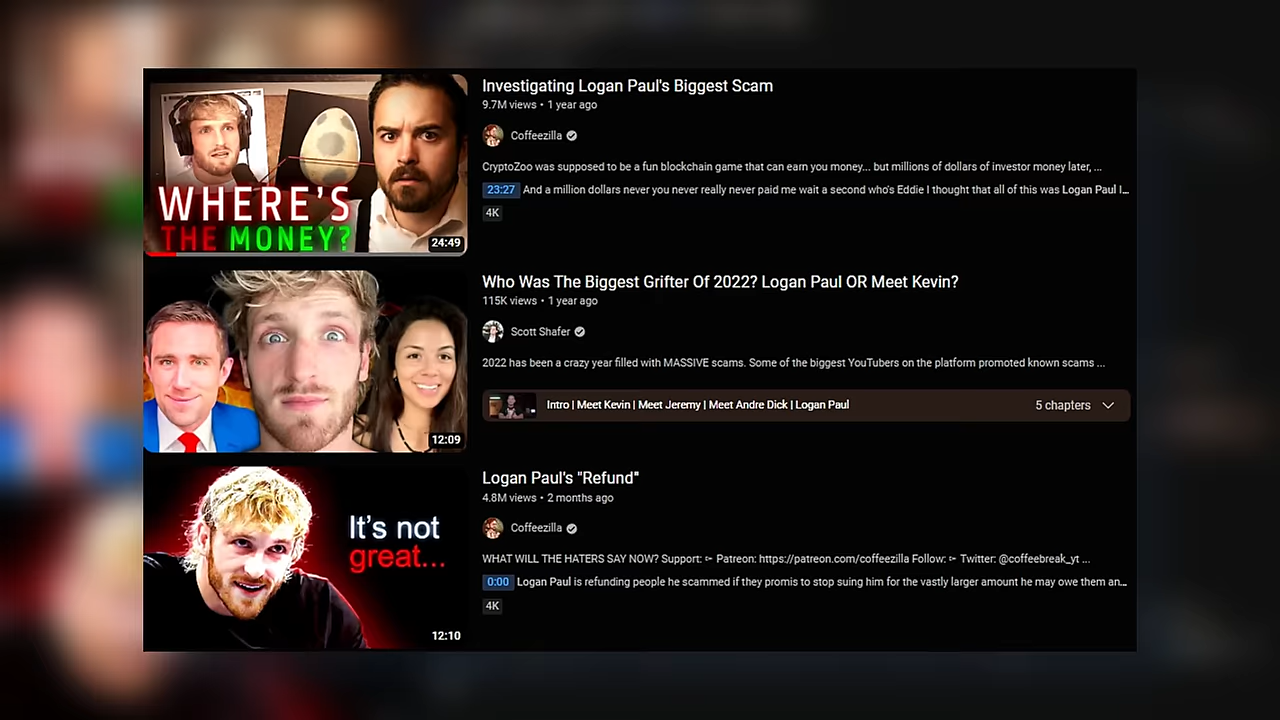 WHERE'S
THE MONEY?
24:49
Investigating Logan Paul's Biggest Scam
9.7M views • 1 year ago
Coffeezilla
CryptoZoo was supposed to be a fun blockchain game that can earn you money... but millions of dollars of investor money later, ...
23:27 And a million dollars never you never really never paid me wait a second who's Eddie I thought that all of this was Logan Paul I...
4K
12:09
Who Was The Biggest Grifter Of 2022? Logan Paul OR Meet Kevin?
115K views • 1 year ago
Scott Shafer
2022 has been a crazy year filled with MASSIVE scams. Some of the biggest YouTubers on the platform promoted known scams ...
Intro | Meet Kevin | Meet Jeremy | Meet Andre Dick | Logan Paul 5 chapters
It's not
great...
12:10
Logan Paul's "Refund"
4.8M views • 2 months ago
Coffeezilla
WHAT WILL THE HATERS SAY NOW? Support: ▻ Patreon: https://patreon.com/coffeezilla Follow: ▻ Twitter: @coffeebreak_yt ...
0:00 Logan Paul is refunding people he scammed if they promis to stop suing him for the vastly larger amount he may owe them an...
4K